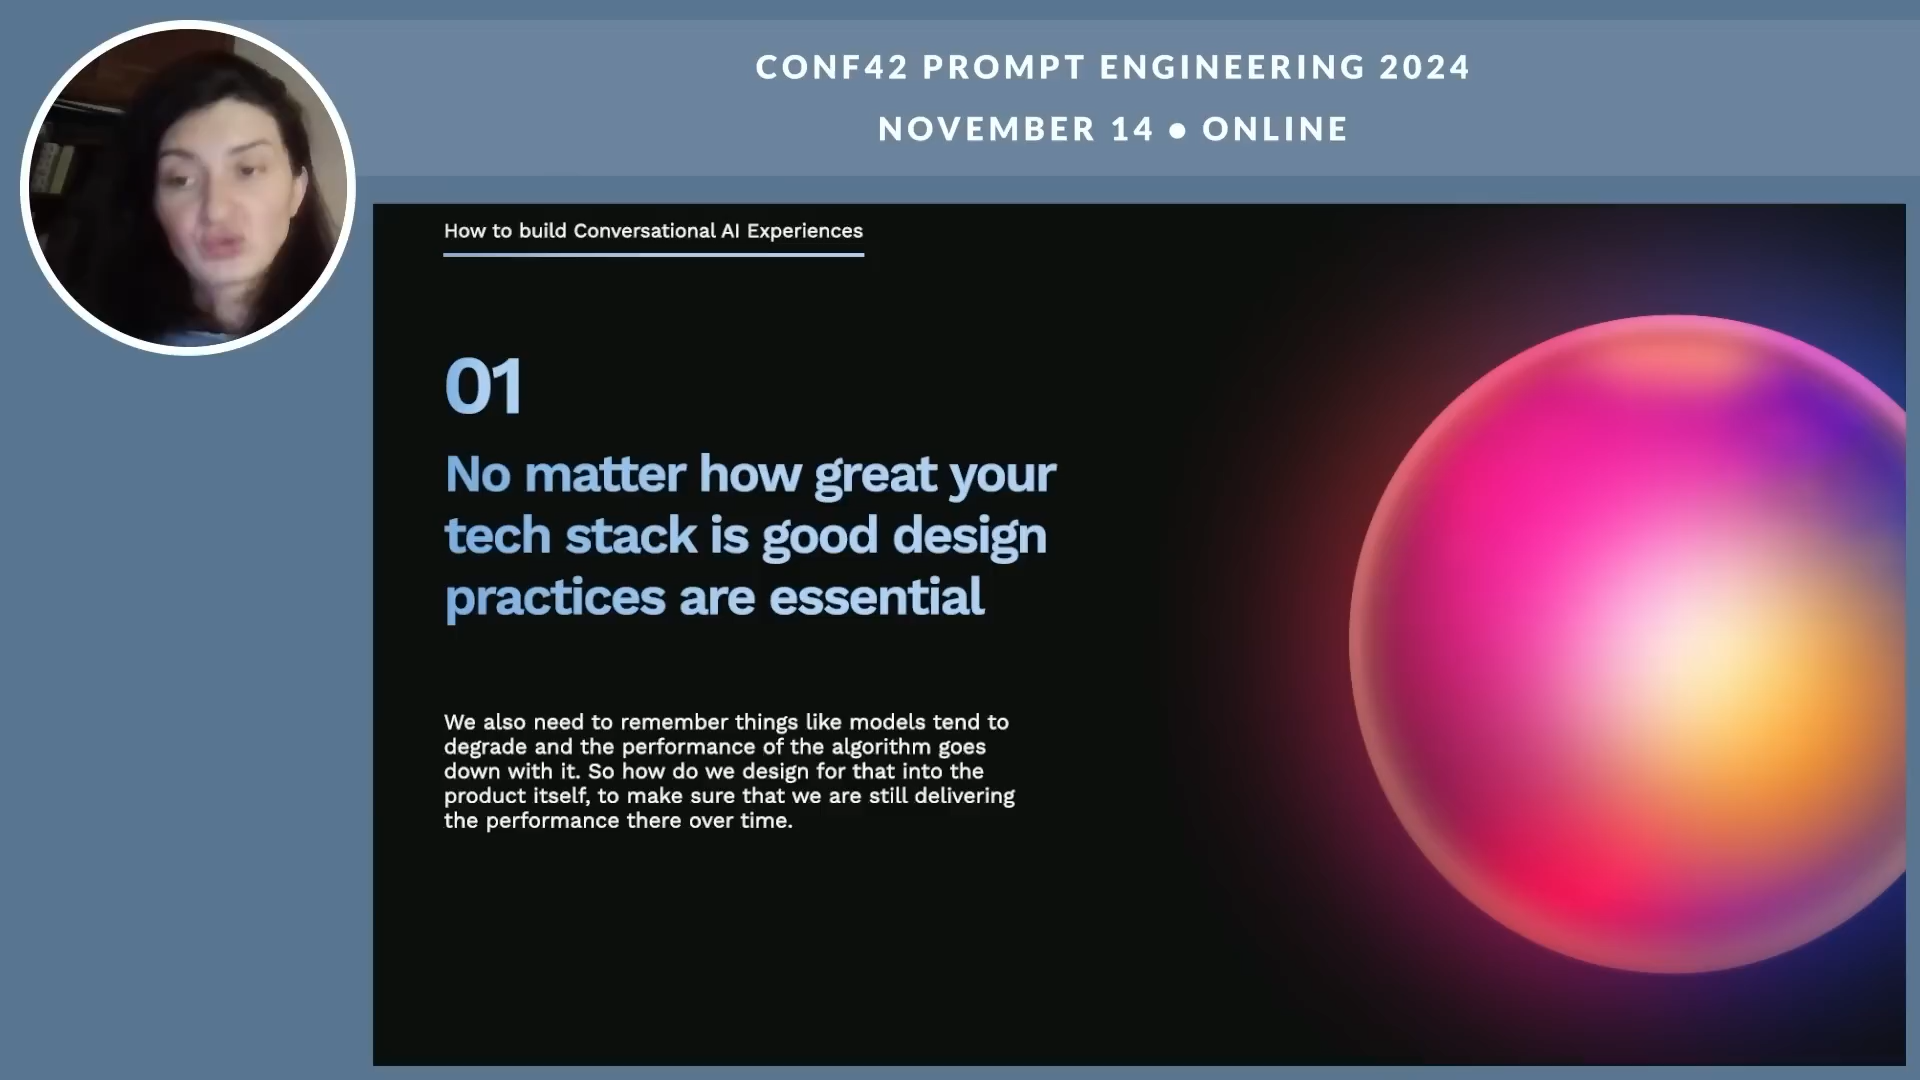 CONF42 PROMPT ENGINEERING 2024
NOVEMBER 14 ● ONLINE
How to build Conversational AI Experiences
01
No matter how great your
tech stack is good design
practices are essential
We also need to remember things like models tend to
degrade and the performance of the algorithm goes
down with it. So how do we design for that into the
product itself, to make sure that we are still delivering
the performance there over time.